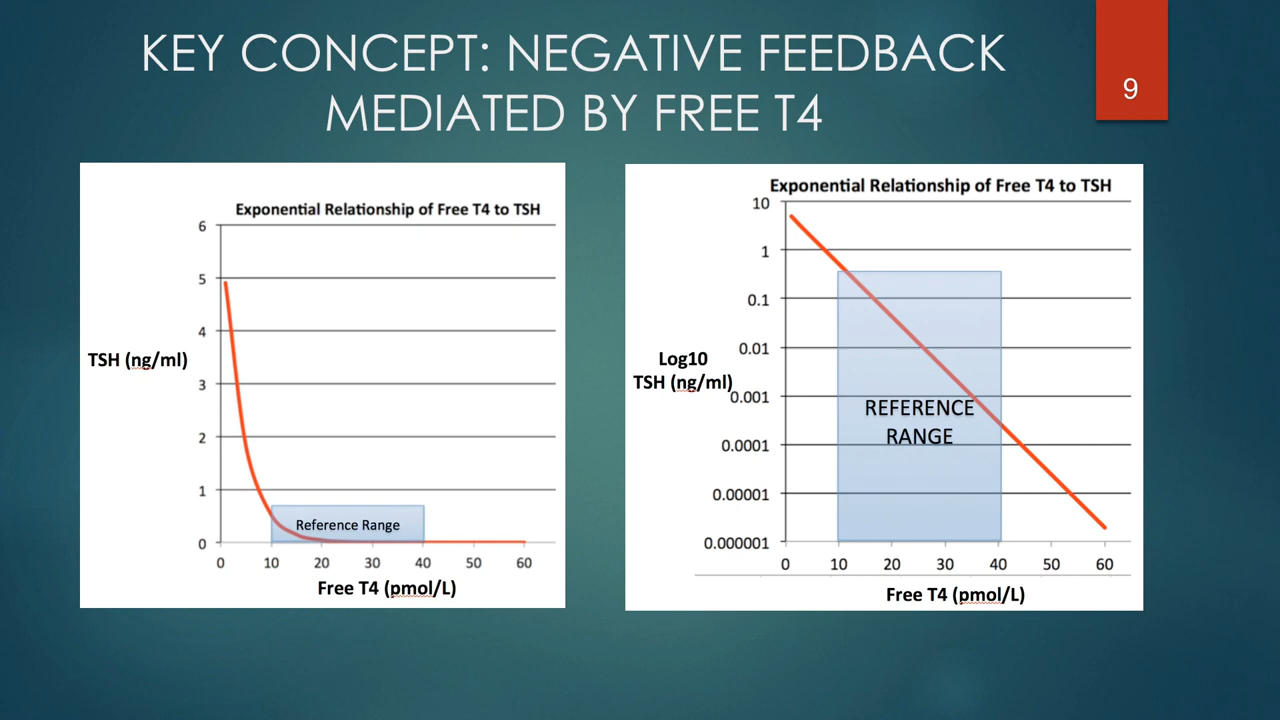 KEY CONCEPT: NEGATIVE FEEDBACK
MEDIATED BY FREE T4
9
Exponential Relationship of Free T4 to TSH
6
5
4
3
2
1
0
TSH (ng/ml)
Reference Range
0 10 20 30 40 50 60
Free T4 (pmol/L)
Exponential Relationship of Free T4 to TSH
10
1
0.1
0.01
0.001
0.0001
0.00001
0.000001
Log10
TSH (ng/ml)
REFERENCE
RANGE
0 10 20 30 40 50 60
Free T4 (pmol/L)